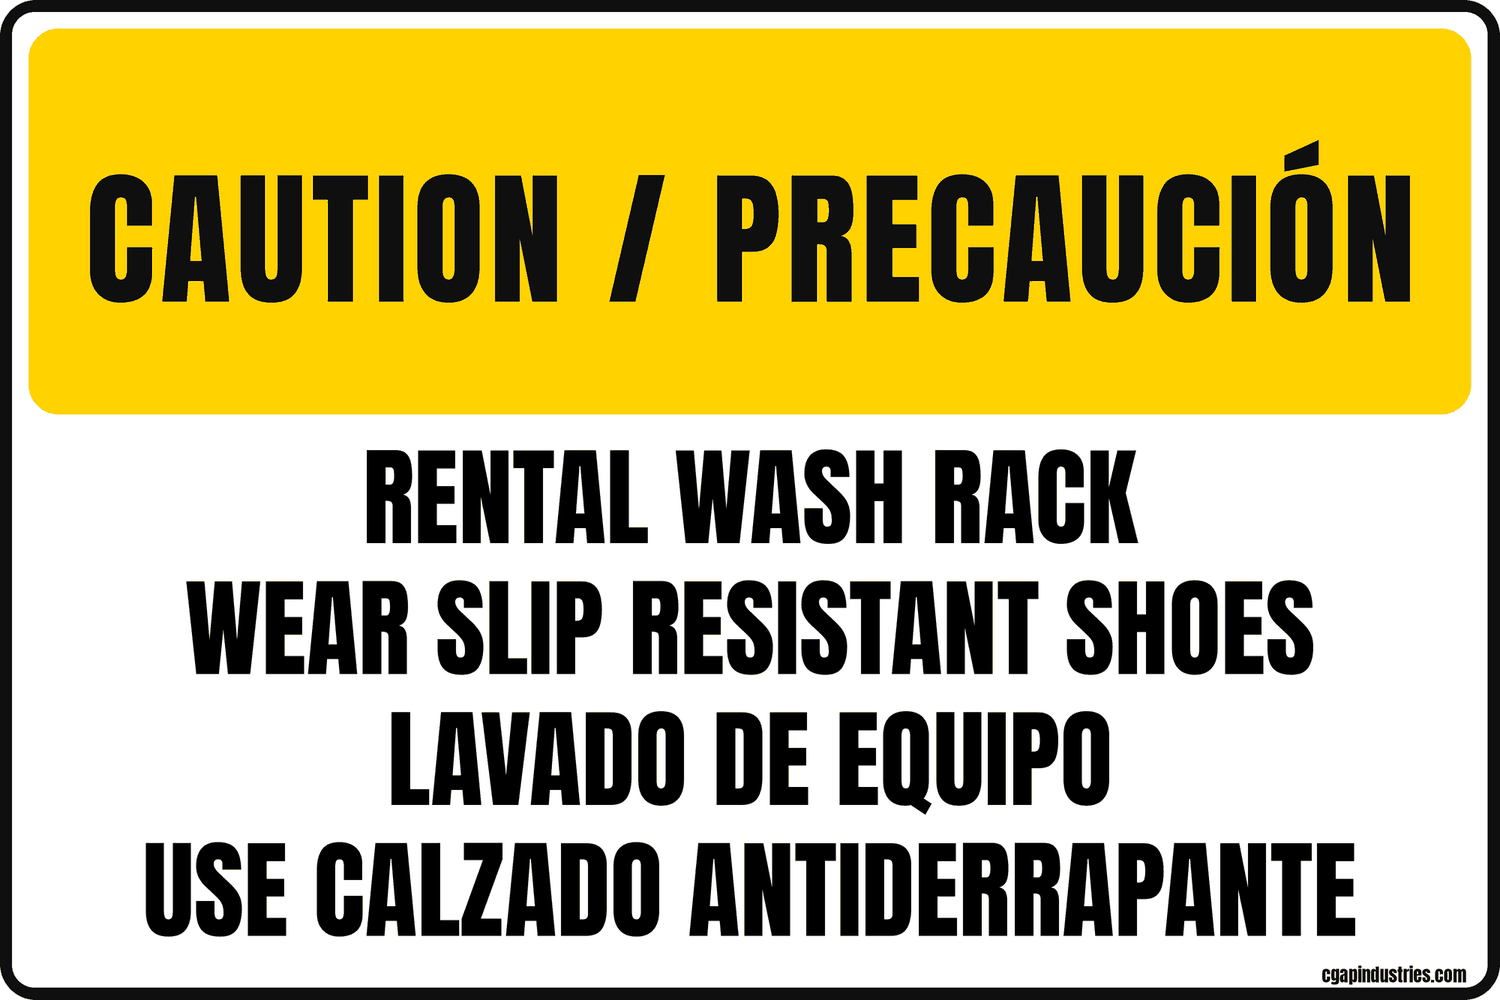 CAUTION / PRECAUCIÓN
RENTAL WASH RACK
WEAR SLIP RESISTANT SHOES
LAVADO DE EQUIPO
USE CALZADO ANTIDERRAPANTE
cgapindustries.com